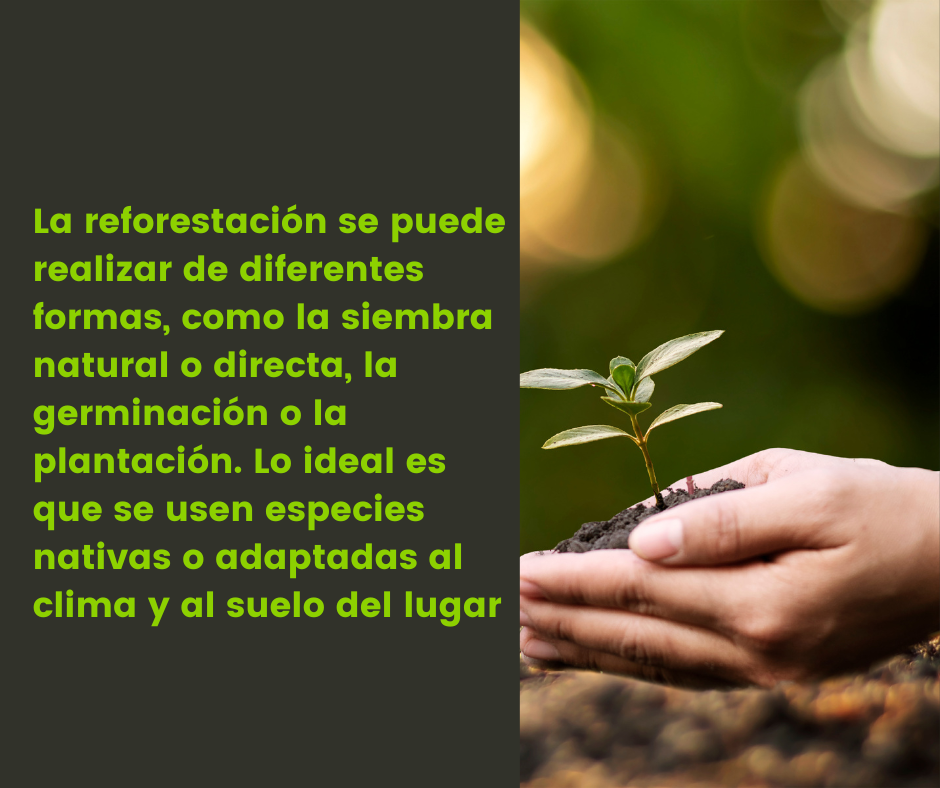 La reforestación se puede
realizar de diferentes
formas, como la siembra
natural o directa, la
germinación o la
plantación. Lo ideal es
que se usen especies
nativas o adaptadas al
clima y al suelo del lugar